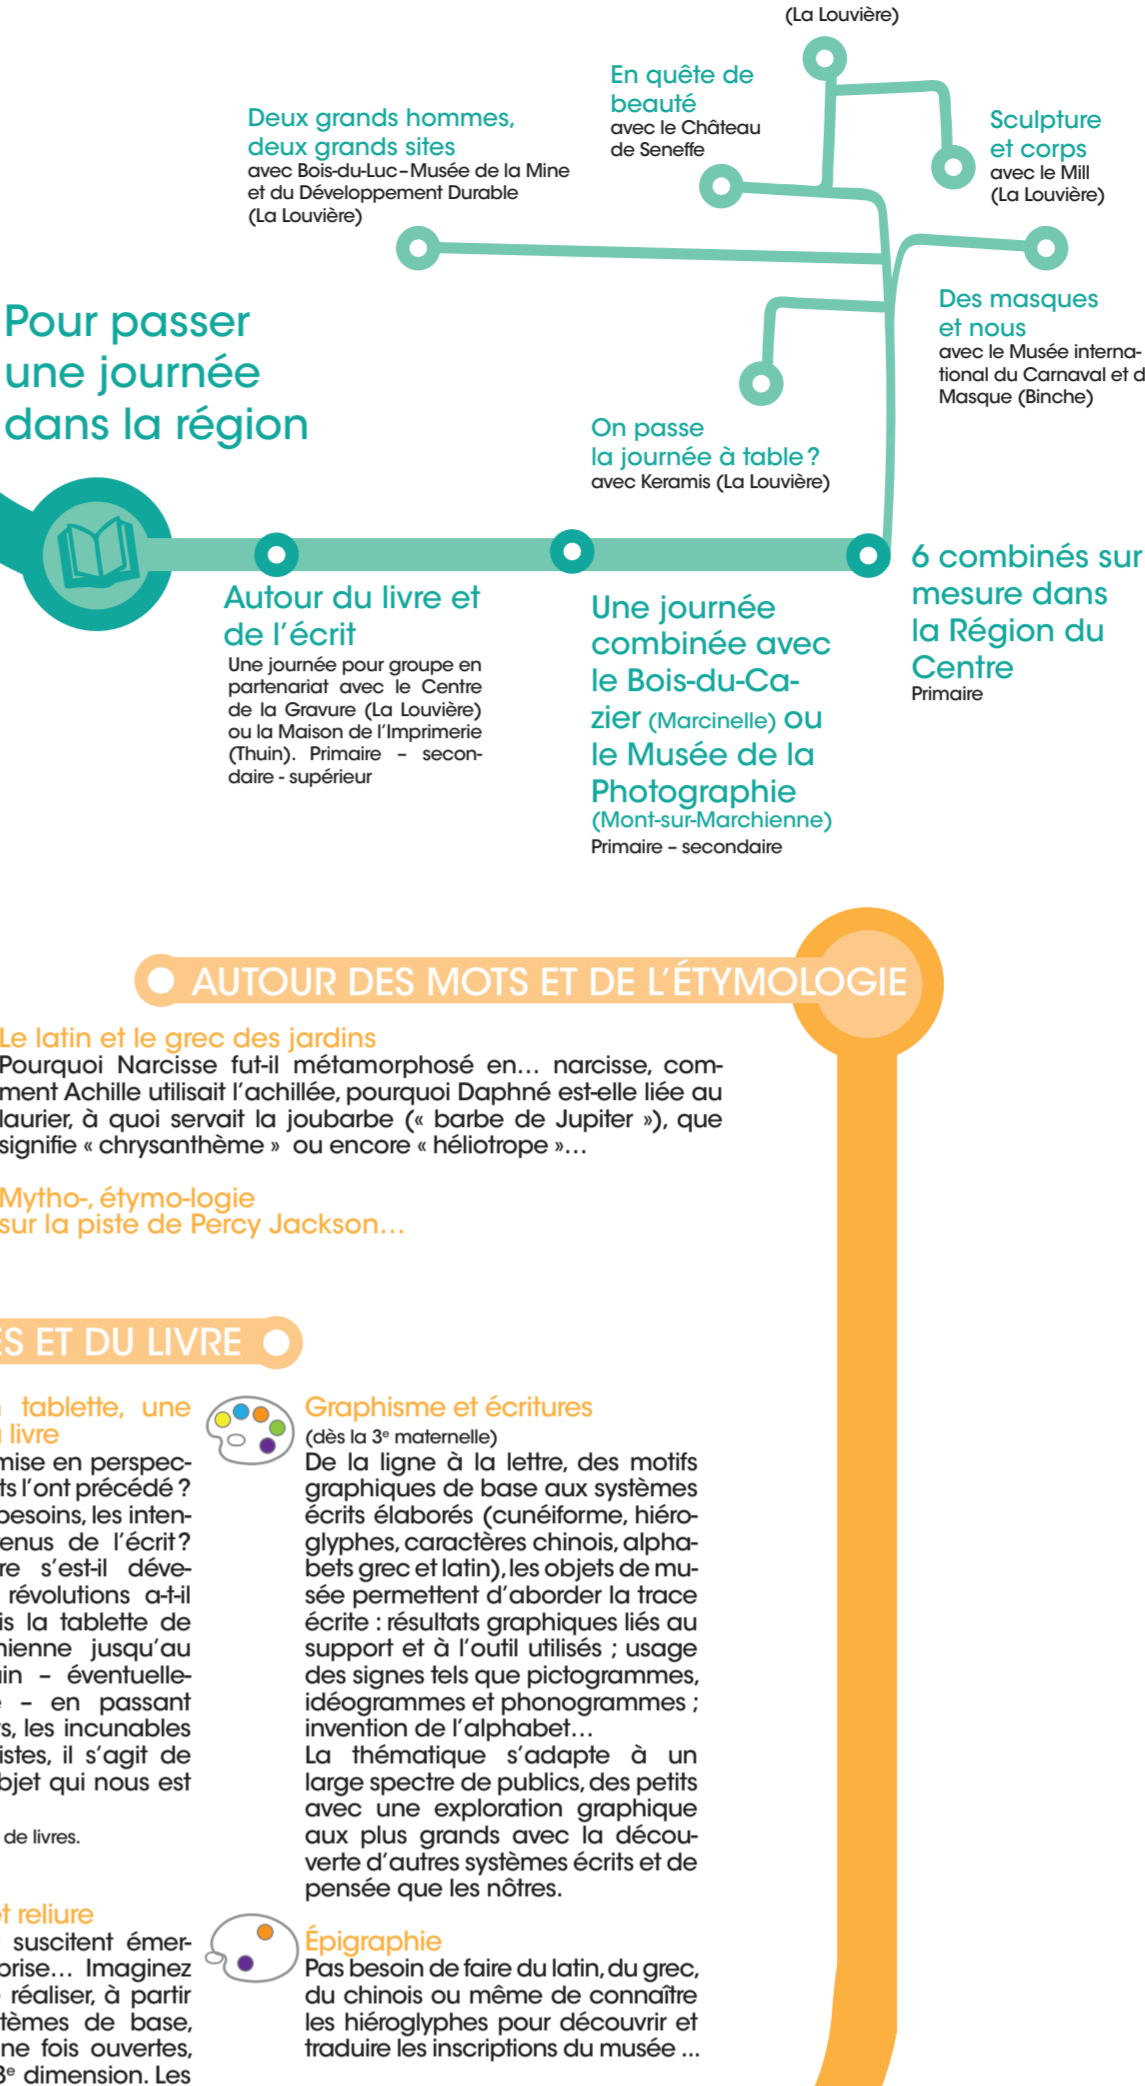 (La Louvière)
En quête de
beauté
avec le Château
de Seneffe
Deux grands hommes,
deux grands sites
avec Bois-du-Luc–Musée de la Mine
et du Développement Durable
(La Louvière)
Sculpture
et corps
avec le Mill
(La Louvière)
Des masques
et nous
avec le Musée interna-
tional du Carnaval et d
Masque (Binche)
Pour passer
une journée
dans la région
On passe
la journée à table ?
avec Keramis (La Louvière)
Autour du livre et
de l'écrit
Une journée pour groupe en
partenariat avec le Centre
de la Gravure (La Louvière)
ou la Maison de l'Imprimerie
(Thuin). Primaire – secon-
daire - supérieur
Une journée
combinée avec
le Bois-du-Ca-
zier (Marcinelle) ou
le Musée de la
Photographie
(Mont-sur-Marchienne)
Primaire – secondaire
6 combinés sur
mesure dans
la Région du
Centre
Primaire
AUTOUR DES MOTS ET DE L'ÉTYMOLOGIE
Le latin et le grec des jardins
Pourquoi Narcisse fut-il métamorphosé en… narcisse, com-
ment Achille utilisait l'achillée, pourquoi Daphné est-elle liée au
laurier, à quoi servait la joubarbe (« barbe de Jupiter »), que
signifie « chrysanthème » ou encore « héliotrope »…
Mytho-, étymo-logie
sur la piste de Percy Jackson…
ES ET DU LIVRE
tablette, une
livre
mise en perspec-
ts l'ont précédé ?
besoins, les inten-
enus de l'écrit?
re s'est-il déve-
révolutions a-t-il
is la tablette de
nienne jusqu'au
in – éventuelle-
e – en passant
s, les incunables
istes, il s'agit de
bjet qui nous est
de livres.
et reliure
suscitent émer-
prise… Imaginez
réaliser, à partir
tèmes de base,
ne fois ouvertes,
3e dimension. Les
Graphisme et écritures
(dès la 3e maternelle)
De la ligne à la lettre, des motifs
graphiques de base aux systèmes
écrits élaborés (cunéiforme, hiéro-
glyphes, caractères chinois, alpha-
bets grec et latin), les objets de mu-
sée permettent d'aborder la trace
écrite : résultats graphiques liés au
support et à l'outil utilisés ; usage
des signes tels que pictogrammes,
idéogrammes et phonogrammes ;
invention de l'alphabet…
La thématique s'adapte à un
large spectre de publics, des petits
avec une exploration graphique
aux plus grands avec la décou-
verte d'autres systèmes écrits et de
pensée que les nôtres.
Épigraphie
Pas besoin de faire du latin, du grec,
du chinois ou même de connaître
les hiéroglyphes pour découvrir et
traduire les inscriptions du musée ...